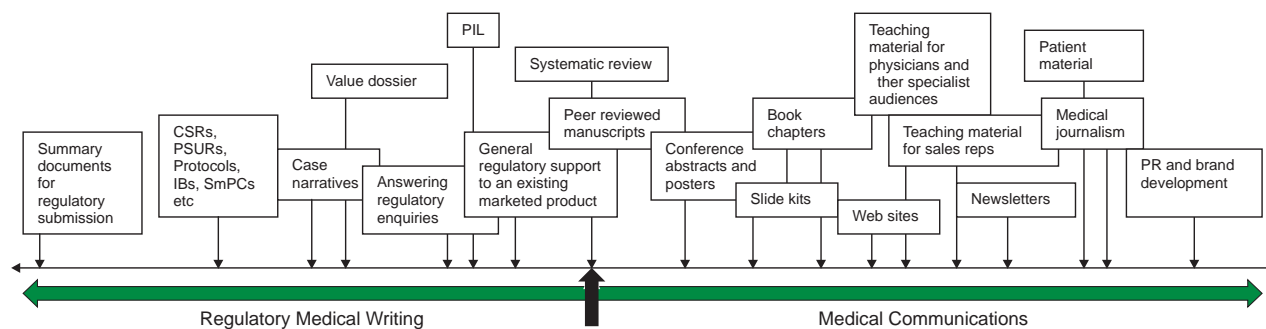 Summary
documents
for
regulatory
submission
CSRs,
PSURs,
Protocols,
IBs, SmPCs
etc
Case
narratives
Value dossier
Answering
regulatory
enquiries
PIL
General
regulatory support
to an existing
marketed product
Systematic review
Peer reviewed
manuscripts
Conference
abstracts and
posters
Slide kits
Book
chapters
Web sites
Teaching
material for
physicians and
ther specialist
audiences
Teaching material
for sales reps
Newsletters
Patient
material
Medical
journalism
PR and brand
development
Regulatory Medical Writing
Medical Communications